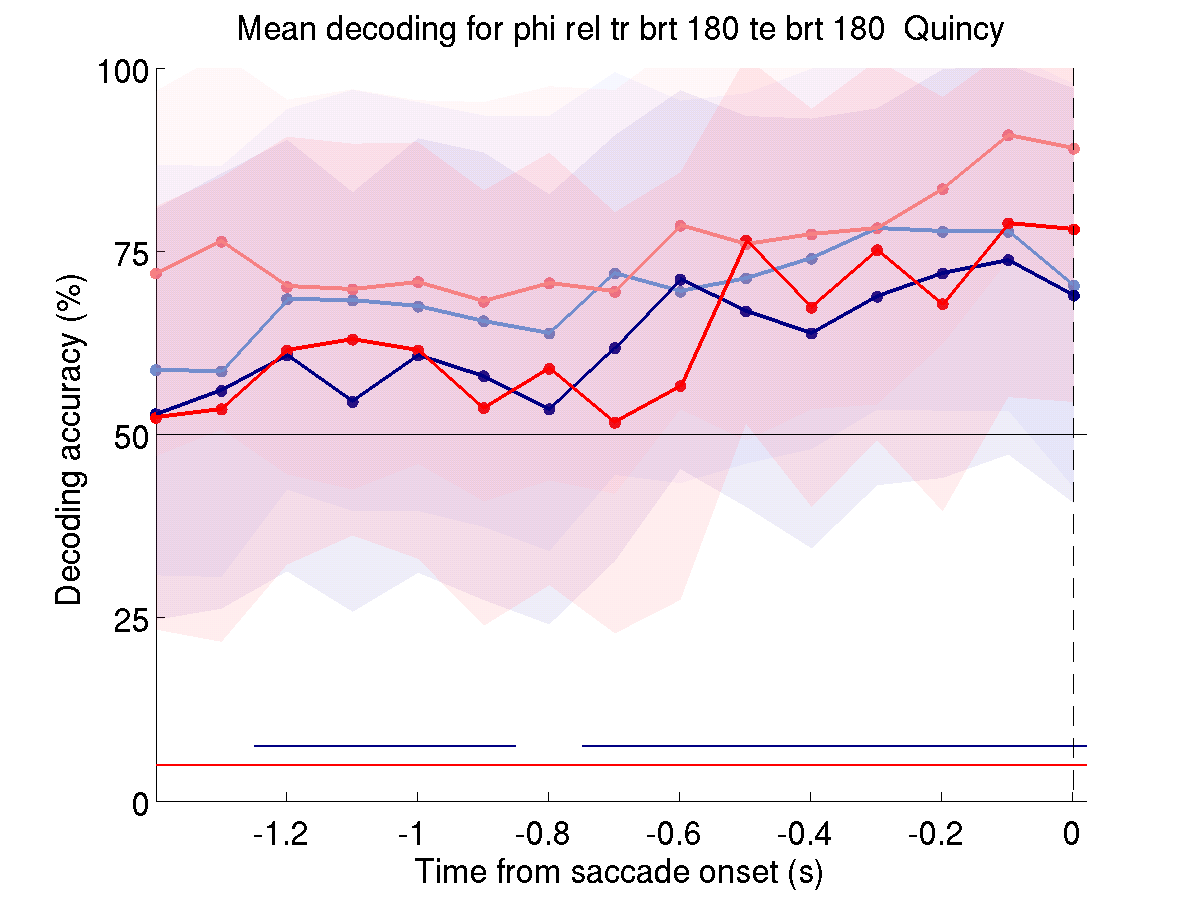 Mean decoding for phi rel tr brt 180 te brt 180  Quincy
100
75
50
25
0
Decoding accuracy (%)
-1.2 -1 -0.8 -0.6 -0.4 -0.2 0
Time from saccade onset (s)